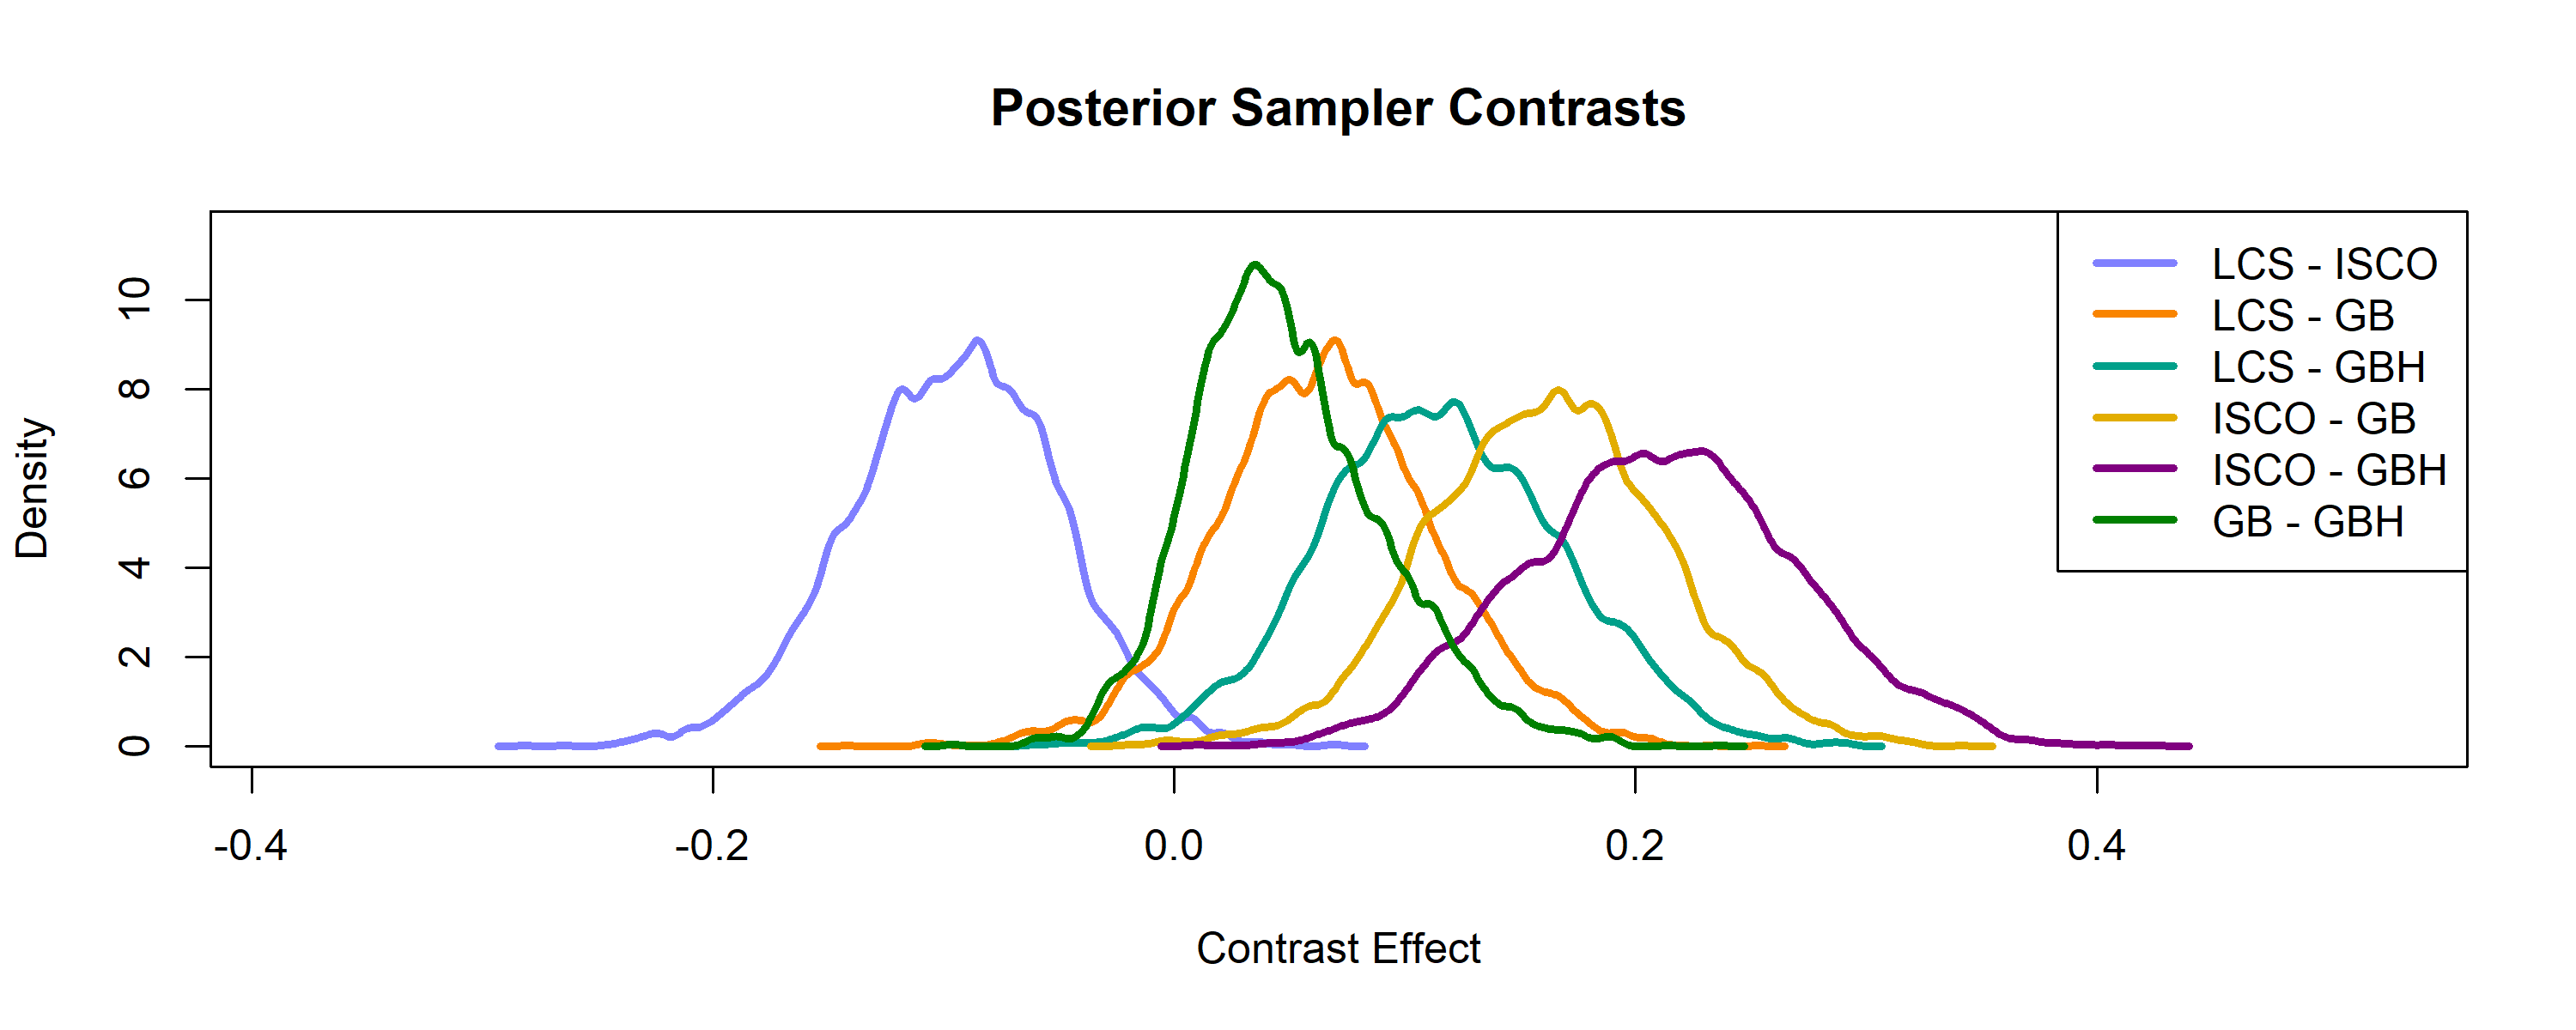 Posterior Sampler Contrasts
LCS - ISCO
LCS - GB
LCS - GBH
ISCO - GB
ISCO - GBH
GB - GBH
Density
0 2 4 6 8 10
-0.4 -0.2 0.0 0.2 0.4
Contrast Effect